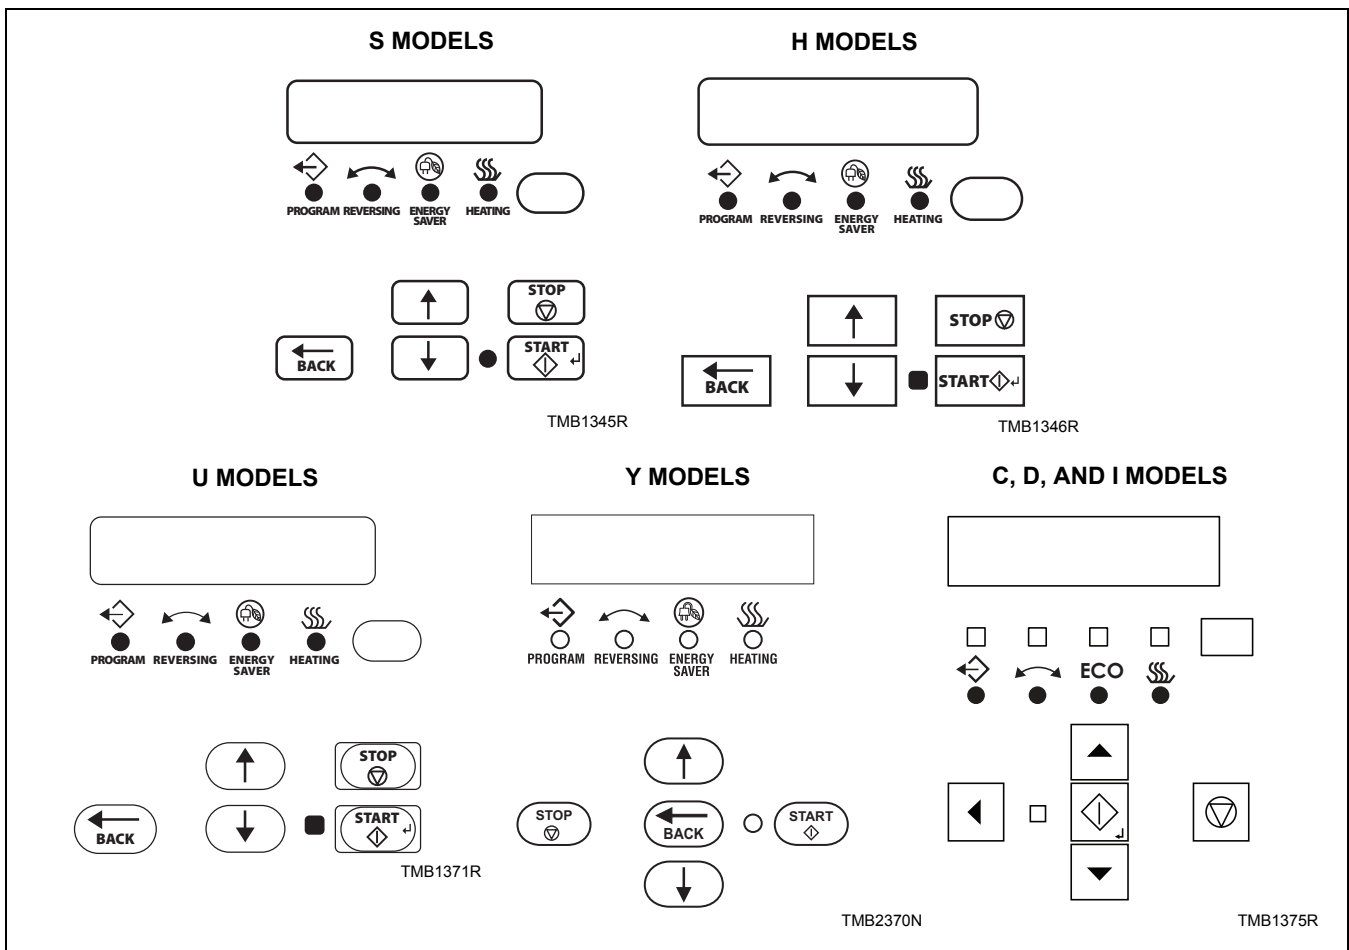 S MODELS
PROGRAM REVERSING ENERGY SAVER HEATING
STOP
BACK
START
TMB1345R
H MODELS
PROGRAM REVERSING ENERGY SAVER HEATING
STOP
BACK
START
TMB1346R
U MODELS
PROGRAM REVERSING ENERGY SAVER HEATING
STOP
BACK
START
TMB1371R
Y MODELS
PROGRAM REVERSING ENERGY SAVER HEATING
STOP
BACK
START
TMB2370N
C, D, AND I MODELS
ECO
TMB1375R